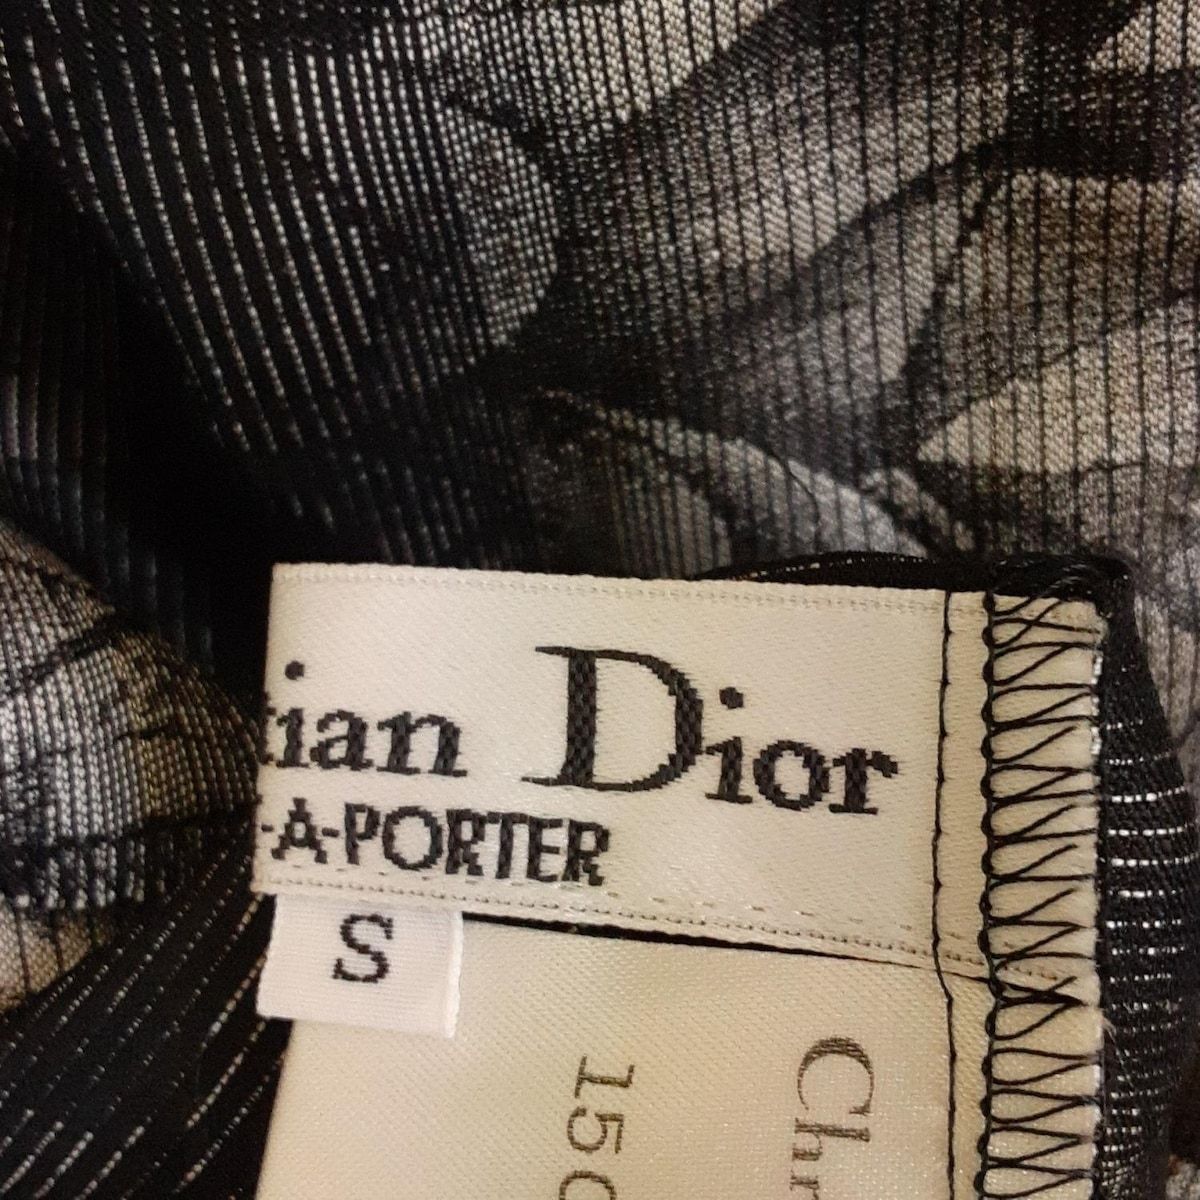 tian Dior
-A-PORTER
S
Chr
150